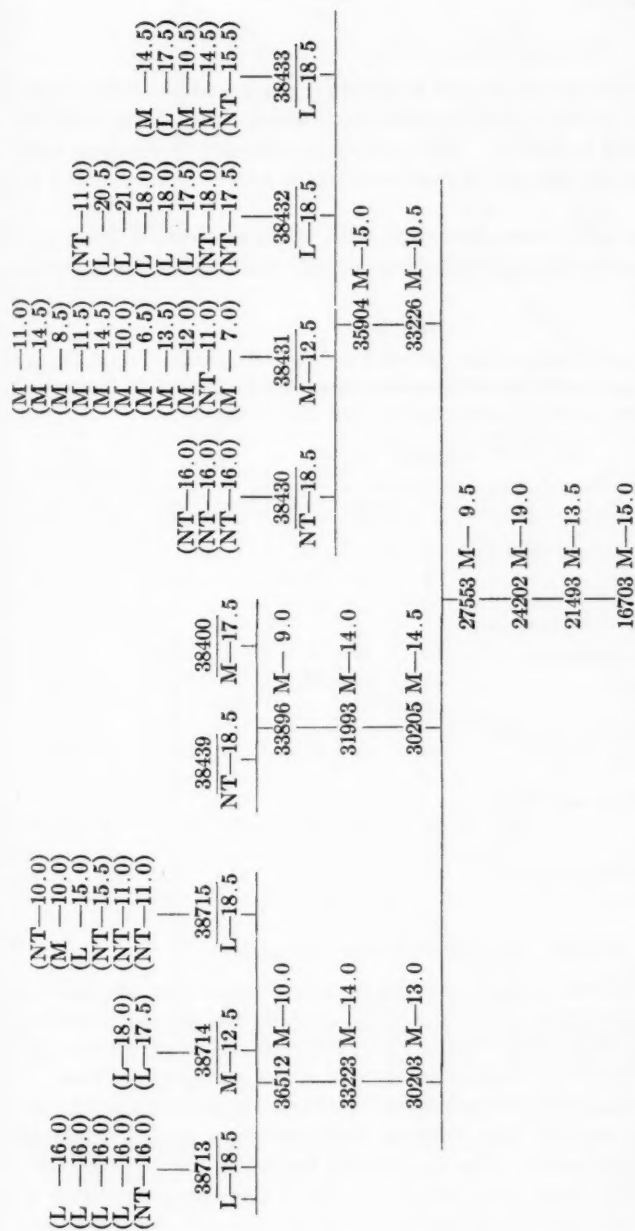 (L —16.0)
(L —16.0)
(L —16.0)
(L —16.0)
(NT—16.0)
38713
L—18.5
(L—18.0)
(L—17.5)
38714
M—12.5
(NT—10.0)
(M —10.0)
(L —15.0)
(NT—15.5)
(NT—11.0)
(NT—11.0)
38715
L—18.5
36512 M—10.0
33223 M—14.0
30203 M—13.0
38439
NT—18.5
38400
M—17.5
33896 M— 9.0
31993 M—14.0
30205 M—14.5
(NT—16.0)
(NT—16.0)
(NT—16.0)
38430
NT—18.5
(M —11.0)
(M —14.5)
(M — 8.5)
(M —11.5)
(M —14.5)
(M —10.0)
(M — 6.5)
(M —13.5)
(M —12.0)
(NT—11.0)
(M — 7.0)
38431
M—12.5
(NT—11.0)
(L —20.5)
(L —21.0)
(L —18.0)
(L —18.0)
(L —17.5)
(NT—18.0)
(NT—17.5)
38432
L—18.5
(M —14.5)
(L —17.5)
(M —10.5)
(M —14.5)
(NT—15.5)
38433
L—18.5
35904 M—15.0
33226 M—10.5
27553 M— 9.5
24202 M—19.0
21493 M—13.5
16703 M—15.0